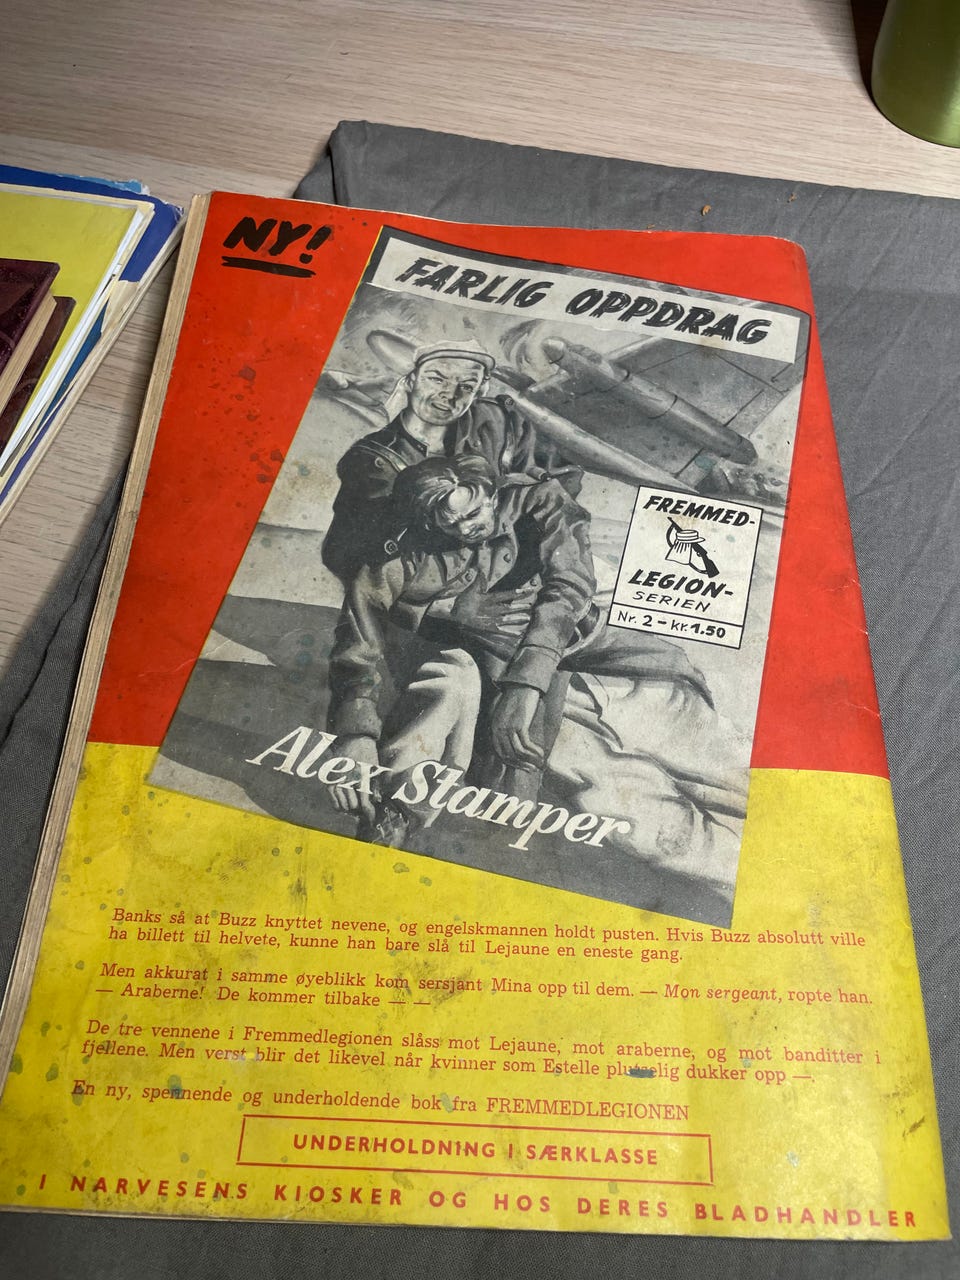 NY!
FARLIG OPPDRAG
FREMMED-
LEGION-
SERIEN
Nr. 2 - kr. 1.50
Alex Stamper
Banks så at Buzz knyttet nevene, og engelskmannen holdt pusten. Hvis Buzz absolutt ville
ha billett til helvete, kunne han bare slå til Lejaune en eneste gang.
Men akkurat i samme øyeblikk kom sersjant Mina opp til dem. — Mon sergeant, ropte han.
— Araberne! De kommer tilbake — —
De tre vennene i Fremmedlegionen slåss mot Lejaune, mot araberne, og mot banditter i
fjellene. Men verst blir det likevel når kvinner som Estelle plutselig dukker opp —.
En ny, spennende og underholdende bok fra FREMMEDLEGIONEN
UNDERHOLDNING I SÆRKLASSE
I NARVESENS KIOSKER OG HOS DERES BLADHANDLER